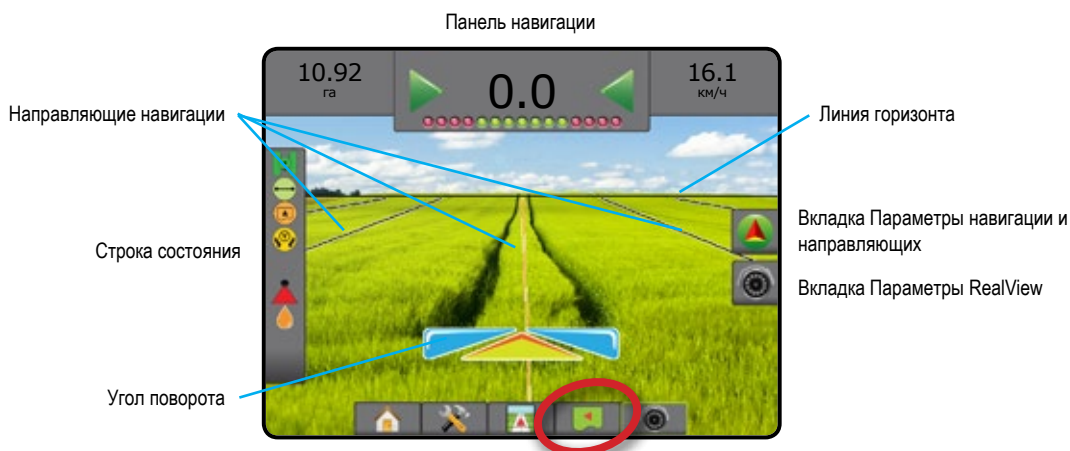 Панель навигации
10.92
га
0.0
16.1
км/ч
Направляющие навигации
Линия горизонта
Вкладка Параметры навигации и
направляющих
Строка состояния
Вкладка Параметры RealView
Угол поворота